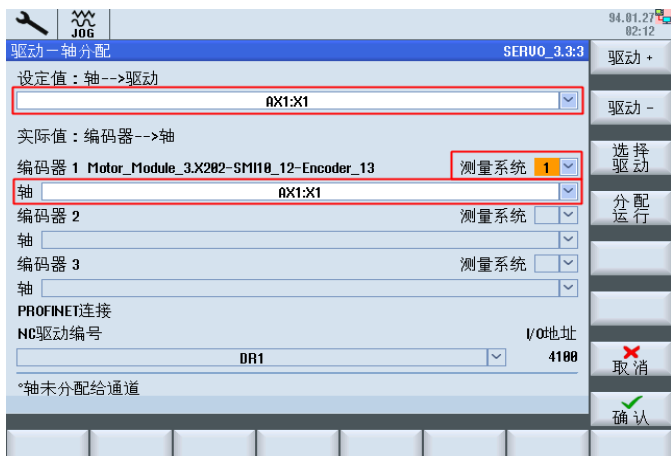 JOG
94.01.27
02:12
驱动—轴分配 SERVO_3.3:3
设定值：轴-->驱动
AX1:X1
实际值：编码器-->轴
编码器 1 Motor_Module_3.X202-SMI10_12-Encoder_13 测量系统 1
轴 AX1:X1
编码器 2 测量系统
轴
编码器 3 测量系统
轴
PROFINET连接
NC驱动编号 I/O地址
DR1 4100
°轴未分配给通道
驱动 +
驱动 -
选择
驱动
分配
运行
取消
确认